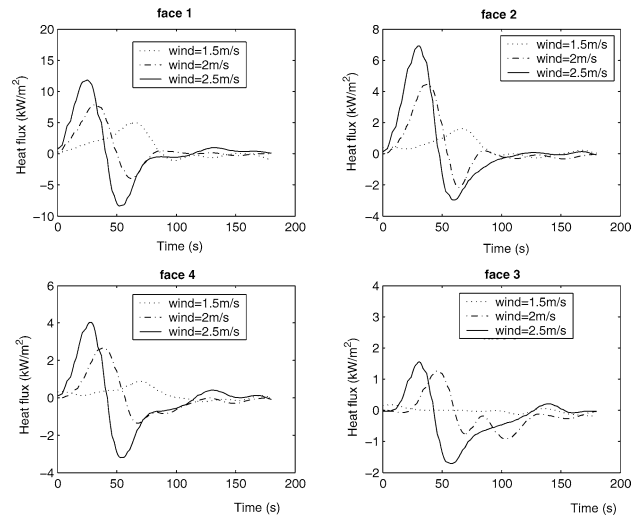 face 1
20
15
10
5
0
−5
−10
0
50
100
150
200
Heat flux (kW/m²)
Time (s)
wind=1.5m/s
wind=2m/s
wind=2.5m/s
face 2
8
6
4
2
0
−2
−4
0
50
100
150
200
Heat flux (kW/m²)
Time (s)
wind=1.5m/s
wind=2m/s
wind=2.5m/s
face 4
6
4
2
0
−2
−4
0
50
100
150
200
Heat flux (kW/m²)
Time (s)
wind=1.5m/s
wind=2m/s
wind=2.5m/s
face 3
4
3
2
1
0
−1
−2
0
50
100
150
200
Heat flux (kW/m²)
Time (s)
wind=1.5m/s
wind=2m/s
wind=2.5m/s